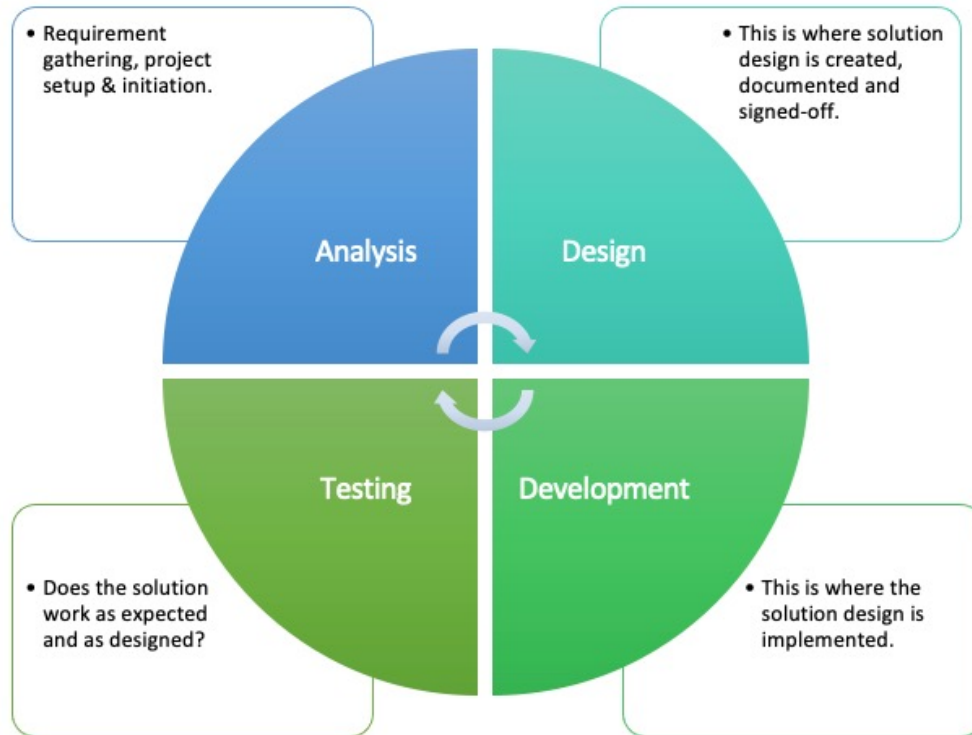 • Requirement
gathering, project
setup & initiation.
• This is where solution
design is created,
documented and
signed-off.
Analysis
Design
Testing
Development
• Does the solution
work as expected
and as designed?
• This is where the
solution design is
implemented.